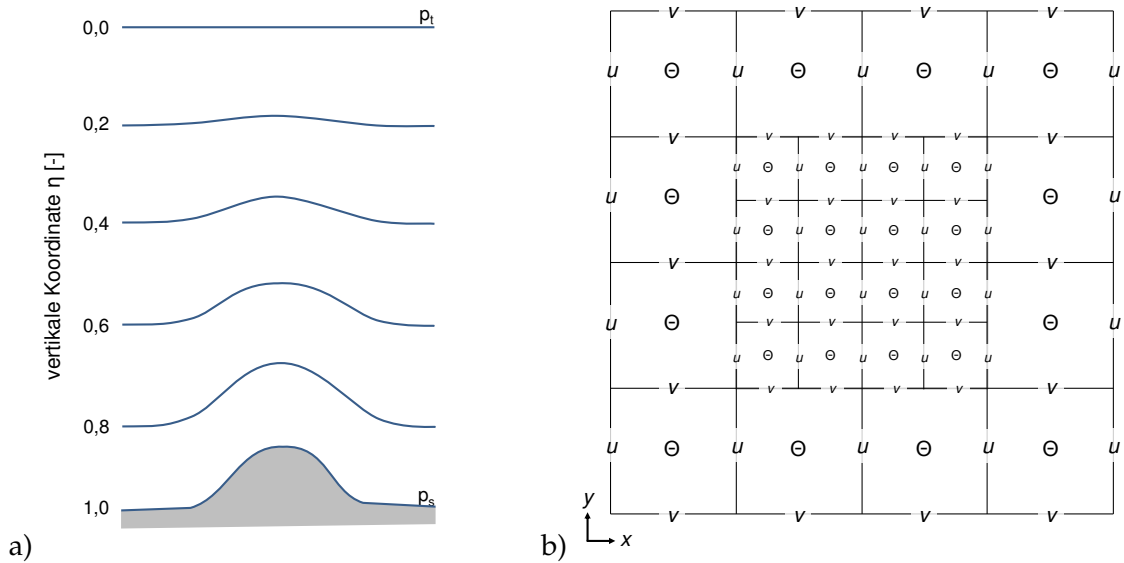 0,0
p_t
0,2
0,4
0,6
0,8
1,0
p_s
vertikale Koordinate η [-]
a)
v v v v
u Θ u Θ u Θ u Θ u
v v v v v v
u Θ u Θ u Θ u Θ u
u Θ v v v v Θ u
u Θ u Θ u Θ u Θ u
v v v v v v
u Θ u Θ u Θ u Θ u
u Θ v v v v Θ u
u Θ u Θ u Θ u Θ u
v v v v v v
u Θ u Θ u Θ u Θ u
v v v v
y
x
b)